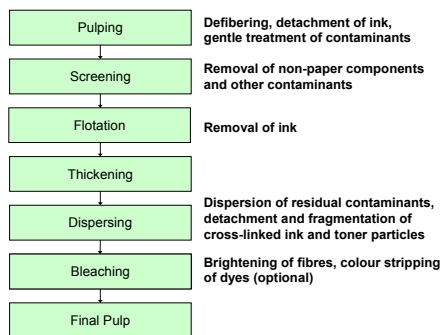 Pulping
Defibering, detachment of ink,
gentle treatment of contaminants
Screening
Removal of non-paper components
and other contaminants
Flotation
Removal of ink
Thickening
Dispersing
Dispersion of residual contaminants,
detachment and fragmentation of
cross-linked ink and toner particles
Bleaching
Brightening of fibres, colour stripping
of dyes (optional)
Final Pulp